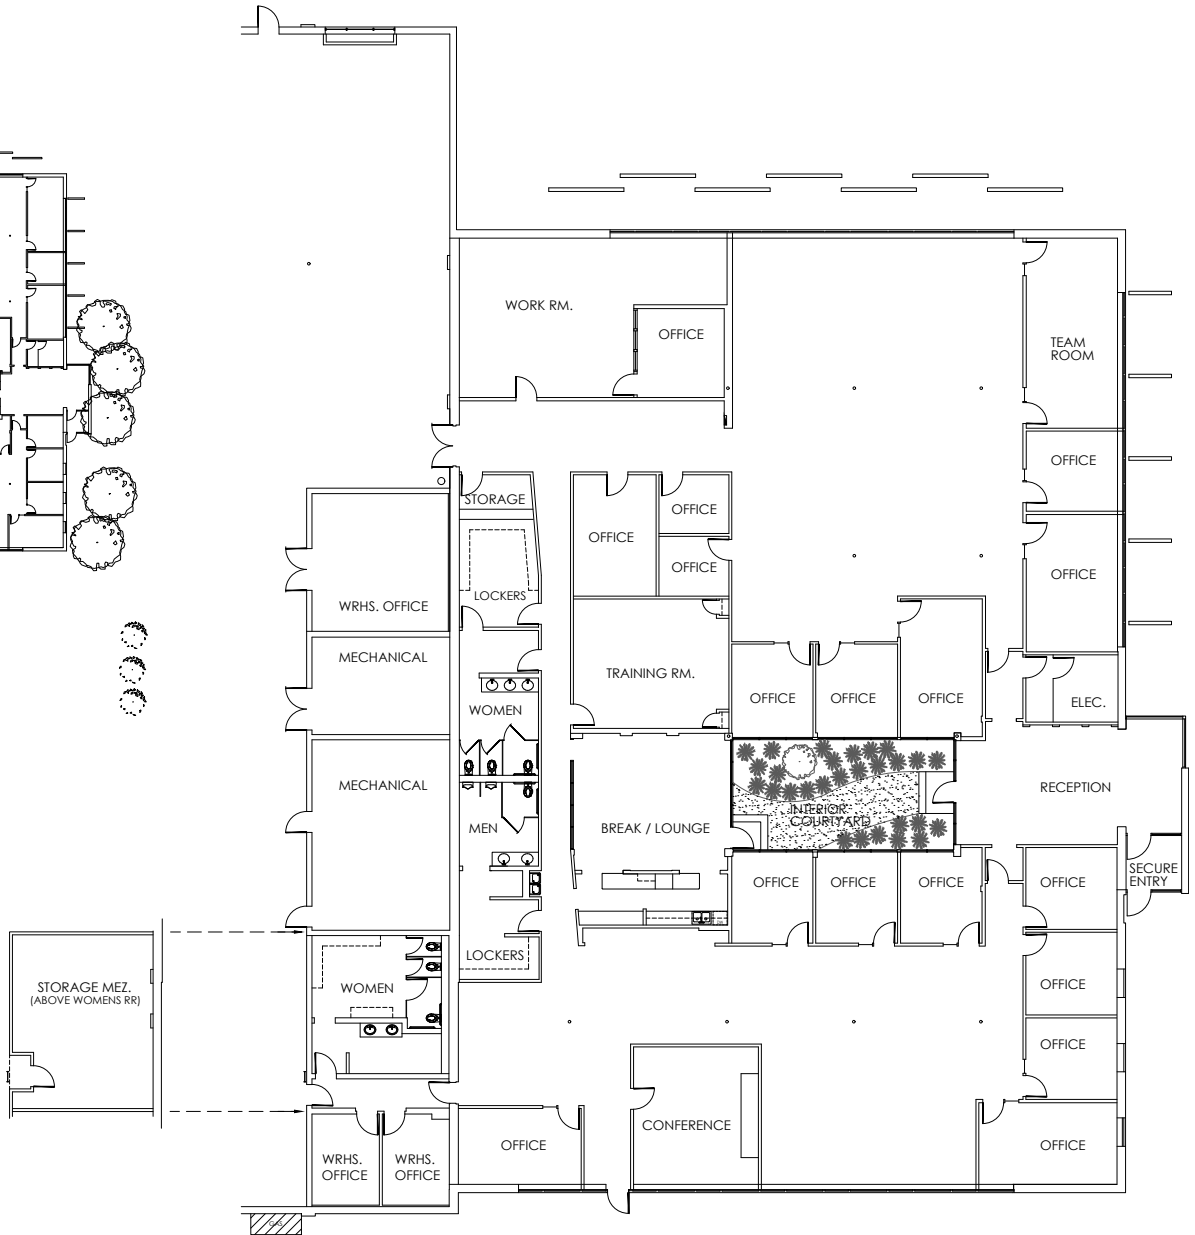 WORK RM.
OFFICE
TEAM
ROOM
OFFICE
STORAGE
OFFICE
OFFICE
OFFICE
OFFICE
LOCKERS
WRHS. OFFICE
MECHANICAL
TRAINING RM.
WOMEN
OFFICE
OFFICE
OFFICE
ELEC.
MECHANICAL
RECEPTION
INTERIOR
COURTYARD
MEN
BREAK / LOUNGE
SECURE
ENTRY
OFFICE
OFFICE
OFFICE
OFFICE
LOCKERS
STORAGE MEZ.
(ABOVE WOMENS RR)
WOMEN
OFFICE
OFFICE
CONFERENCE
OFFICE
OFFICE
WRHS.
OFFICE
WRHS.
OFFICE